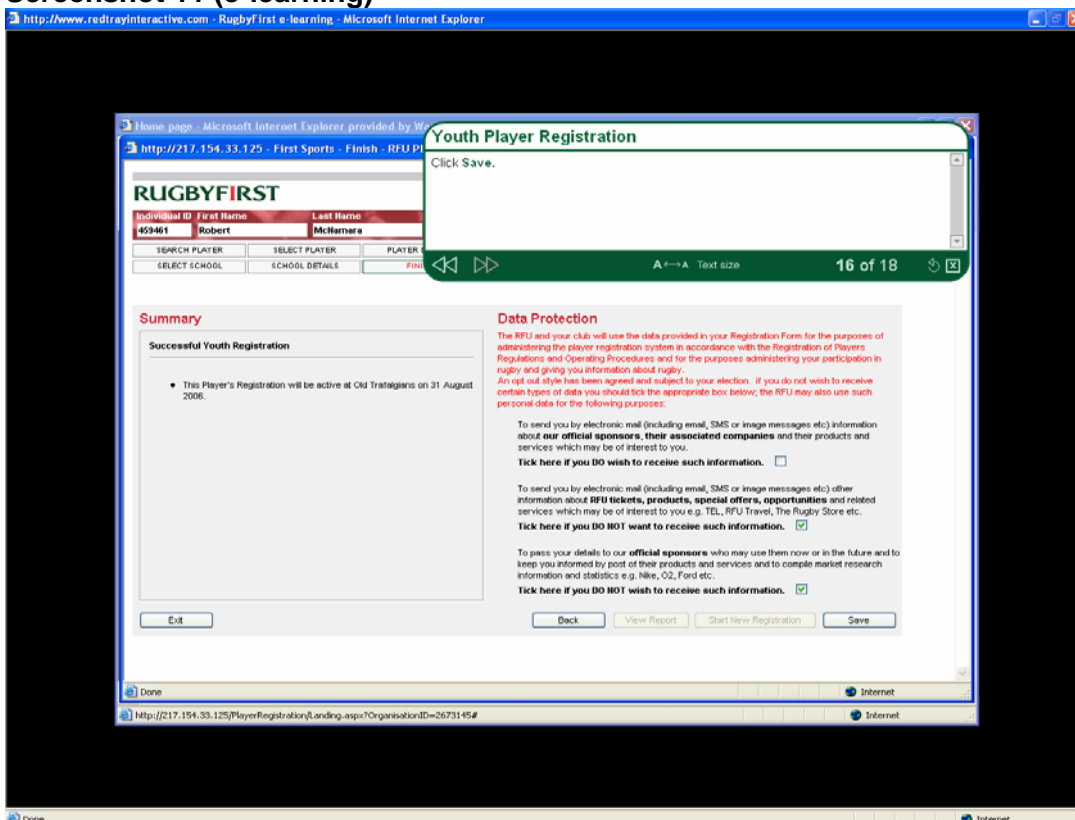 Screenshot 11 (e-learning)
http://www.redtrayinteractive.com - RugbyFirst e-learning - Microsoft Internet Explorer
Home page - Microsoft Internet Explorer provided by Wa
http://217.154.33.125 - First Sports - Finish - RFU Pl
Youth Player Registration
Click Save.
A A Text size
16 of 18
RUGBYFIRST
Individual ID First Name Last Name
459461 Robert McNamara
SEARCH PLAYER SELECT PLAYER PLAYER
SELECT SCHOOL SCHOOL DETAILS FINI
Summary
Successful Youth Registration
This Player's Registration will be active at Old Trafalgians on 31 August
2006.
Data Protection
The RFU and your club will use the data provided in your Registration Form for the purposes of
administering the player registration system in accordance with the Registration of Players
Regulations and Operating Procedures and for the purposes administering your participation in
rugby and giving you information about rugby.
An opt out style has been agreed and subject to your election. if you do not wish to receive
certain types of data you should tick the appropriate box below; the RFU may also use such
personal data for the following purposes:
To send you by electronic mail (including email, SMS or image messages etc) information
about our official sponsors, their associated companies and their products and
services which may be of interest to you.
Tick here if you DO wish to receive such information.
To send you by electronic mail (including email, SMS or image messages etc) other
information about RFU tickets, products, special offers, opportunities and related
services which may be of interest to you e.g. TEL, RFU Travel, The Rugby Store etc.
Tick here if you DO NOT want to receive such information.
To pass your details to our official sponsors who may use them now or in the future and to
keep you informed by post of their products and services and to compile market research
information and statistics e.g. Nike, O2, Ford etc.
Tick here if you DO NOT wish to receive such information.
Exit Back View Report Start New Registration Save
Done Internet
http://217.154.33.125/PlayerRegistration/Landing.aspx?OrganisationID=2673145# Internet
Done Internet